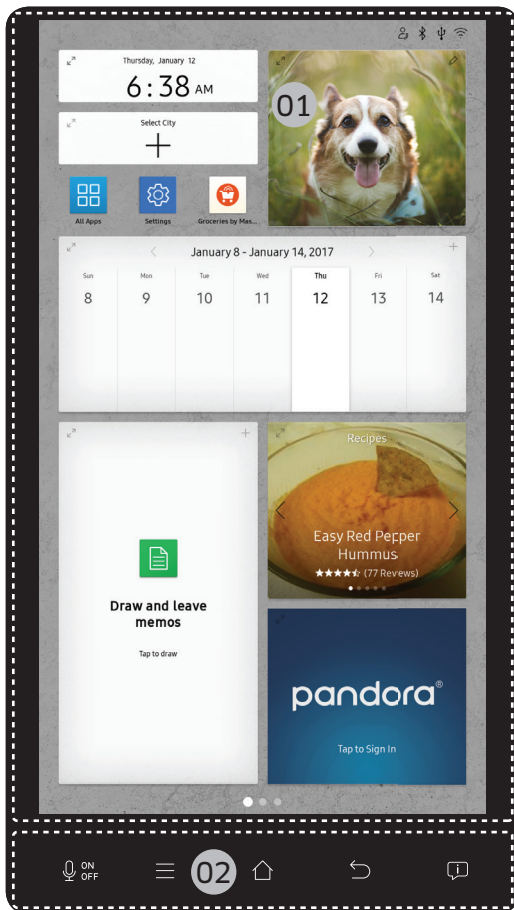 Thursday, January 12
6:38 AM
01
Select City
All Apps
Settings
Groceries by Mas...
January 8 - January 14, 2017
Sun Mon Tue Wed Thu Fri Sat
8 9 10 11 12 13 14
Recipes
Easy Red Pepper
Hummus
(77 Revews)
Draw and leave
memos
Tap to draw
pandora®
Tap to Sign In
ON
OFF
02